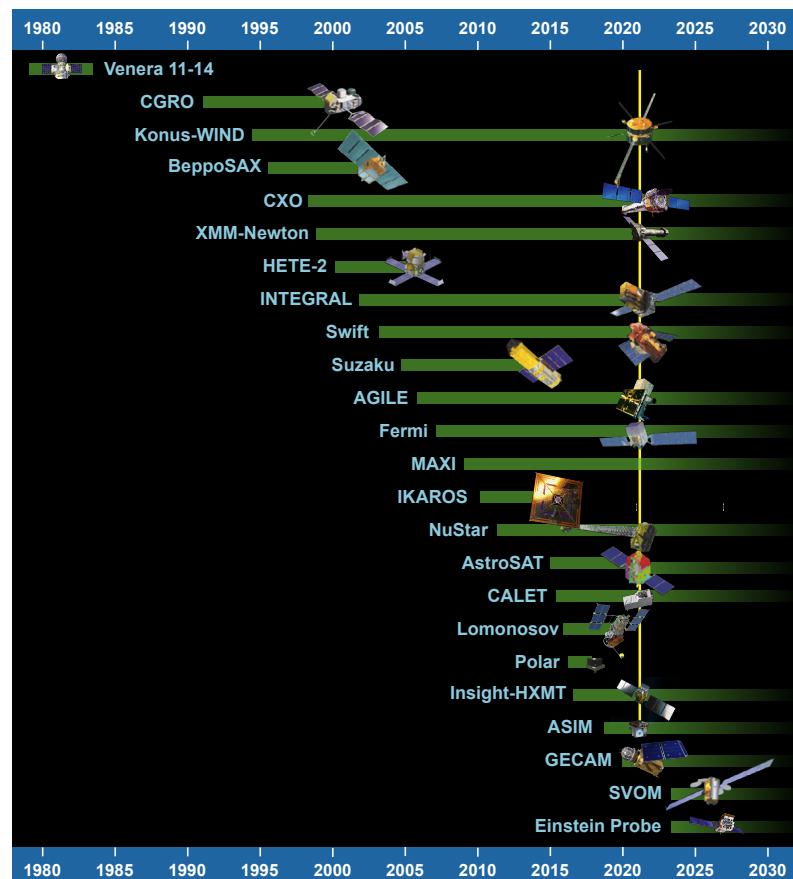 1980 1985 1990 1995 2000 2005 2010 2015 2020 2025 2030
Venera 11-14
CGRO
Konus-WIND
BeppoSAX
CXO
XMM-Newton
HETE-2
INTEGRAL
Swift
Suzaku
AGILE
Fermi
MAXI
IKAROS
NuStar
AstroSAT
CALET
Lomonosov
Polar
Insight-HXMT
ASIM
GECAM
SVOM
Einstein Probe
1980 1985 1990 1995 2000 2005 2010 2015 2020 2025 2030